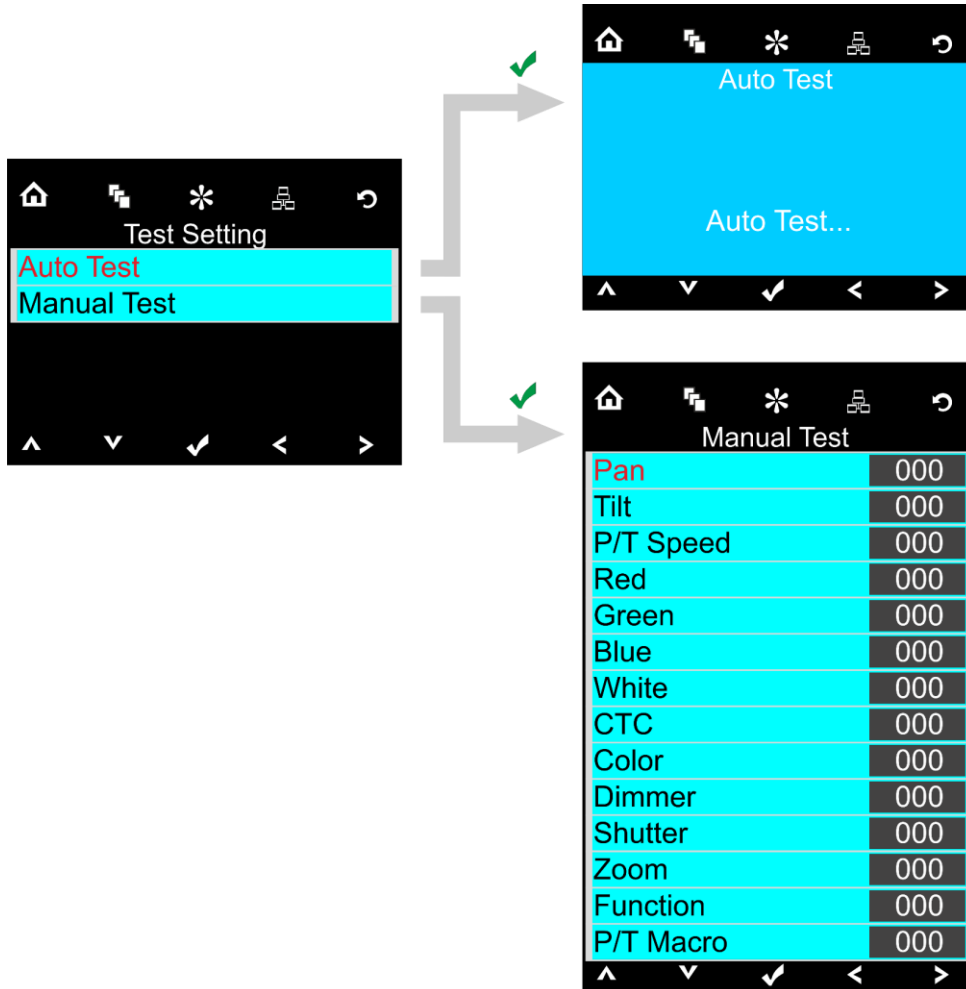 Test Setting
Auto Test
Manual Test
Auto Test
Auto Test...
Manual Test
Pan 000
Tilt 000
P/T Speed 000
Red 000
Green 000
Blue 000
White 000
CTC 000
Color 000
Dimmer 000
Shutter 000
Zoom 000
Function 000
P/T Macro 000